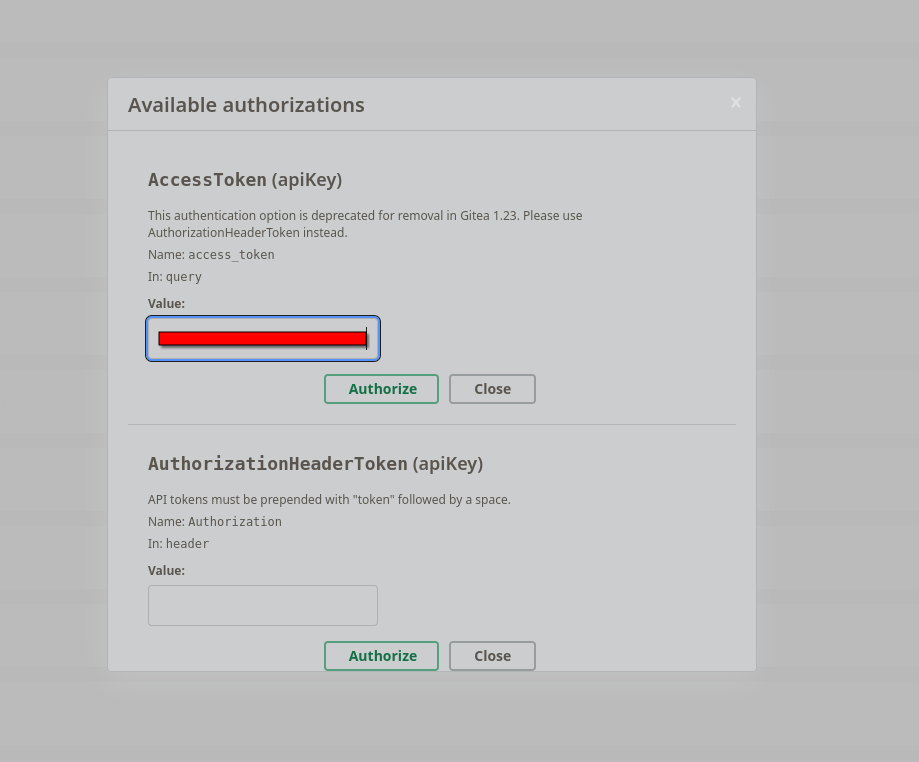 Available authorizations
x
AccessToken (apiKey)
This authentication option is deprecated for removal in Gitea 1.23. Please use
AuthorizationHeaderToken instead.
Name: access_token
In: query
Value:
Authorize Close
AuthorizationHeaderToken (apiKey)
API tokens must be prepended with "token" followed by a space.
Name: Authorization
In: header
Value:
Authorize Close